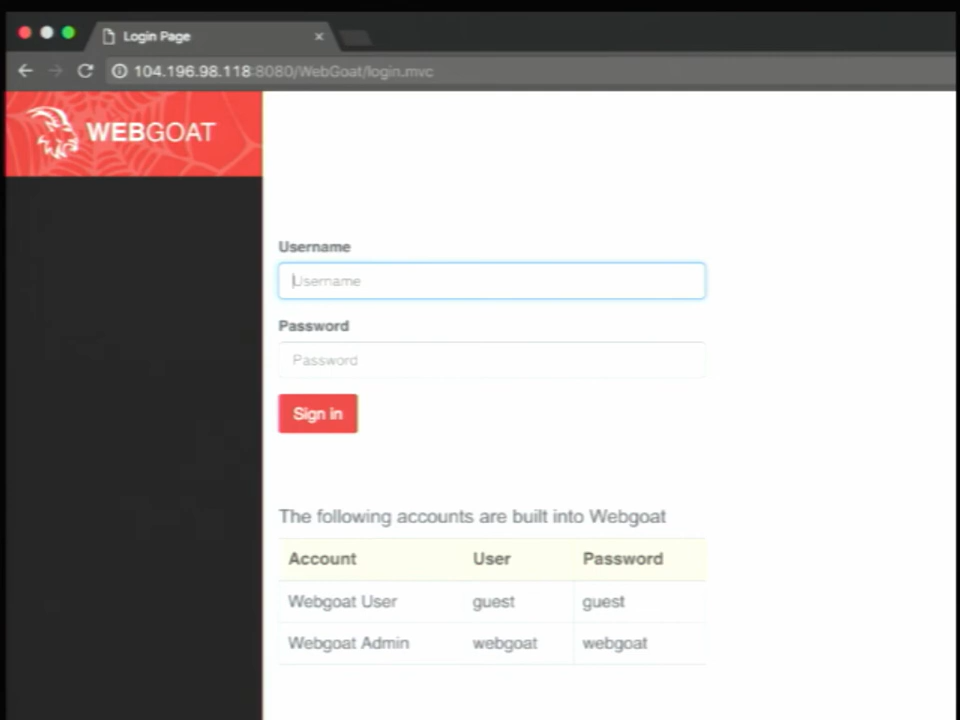 Login Page
104.196.98.118:8080/WebGoat/login.mvc
WEBGOAT
Username
Username
Password
Password
Sign in
The following accounts are built into Webgoat
Account User Password
Webgoat User guest guest
Webgoat Admin webgoat webgoat